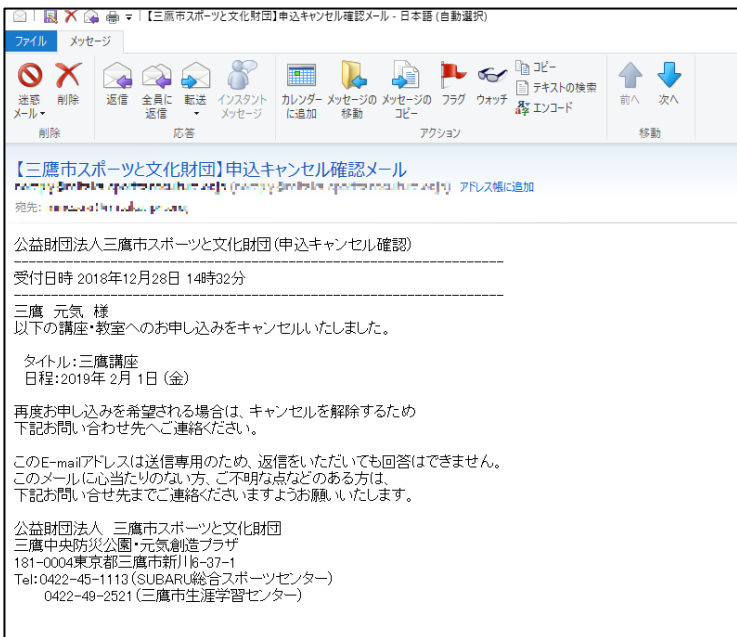 【三鷹市スポーツと文化財団】申込キャンセル確認メール - 日本語 (自動選択)
ファイル メッセージ
迷惑メール 削除 返信 全員に返信 転送 インスタントメッセージ カレンダーに追加 メッセージの移動 メッセージのコピー フラグ ウォッチ コピー テキストの検索 エンコード 前へ 次へ
削除 応答 アクション 移動
【三鷹市スポーツと文化財団】申込キャンセル確認メール
アドレス帳に追加
宛先:
公益財団法人三鷹市スポーツと文化財団(申込キャンセル確認)
------------------------------------------------------------
受付日時 2018年12月28日 14時32分
------------------------------------------------------------
三鷹 元気 様
以下の講座・教室へのお申し込みをキャンセルいたしました。
タイトル:三鷹講座
日程:2019年 2月 1日 (金)
再度お申し込みを希望される場合は、キャンセルを解除するため
下記お問い合わせ先へご連絡ください。
このE-mailアドレスは送信専用のため、返信をいただいても回答はできません。
このメールに心当たりのない方、ご不明な点などのある方は、
下記お問い合せ先までご連絡くださいますようお願いいたします。
公益財団法人 三鷹市スポーツと文化財団
三鷹中央防災公園・元気創造プラザ
181-0004東京都三鷹市新川6-37-1
Tel:0422-45-1113(SUBARU総合スポーツセンター)
0422-49-2521(三鷹市生涯学習センター)